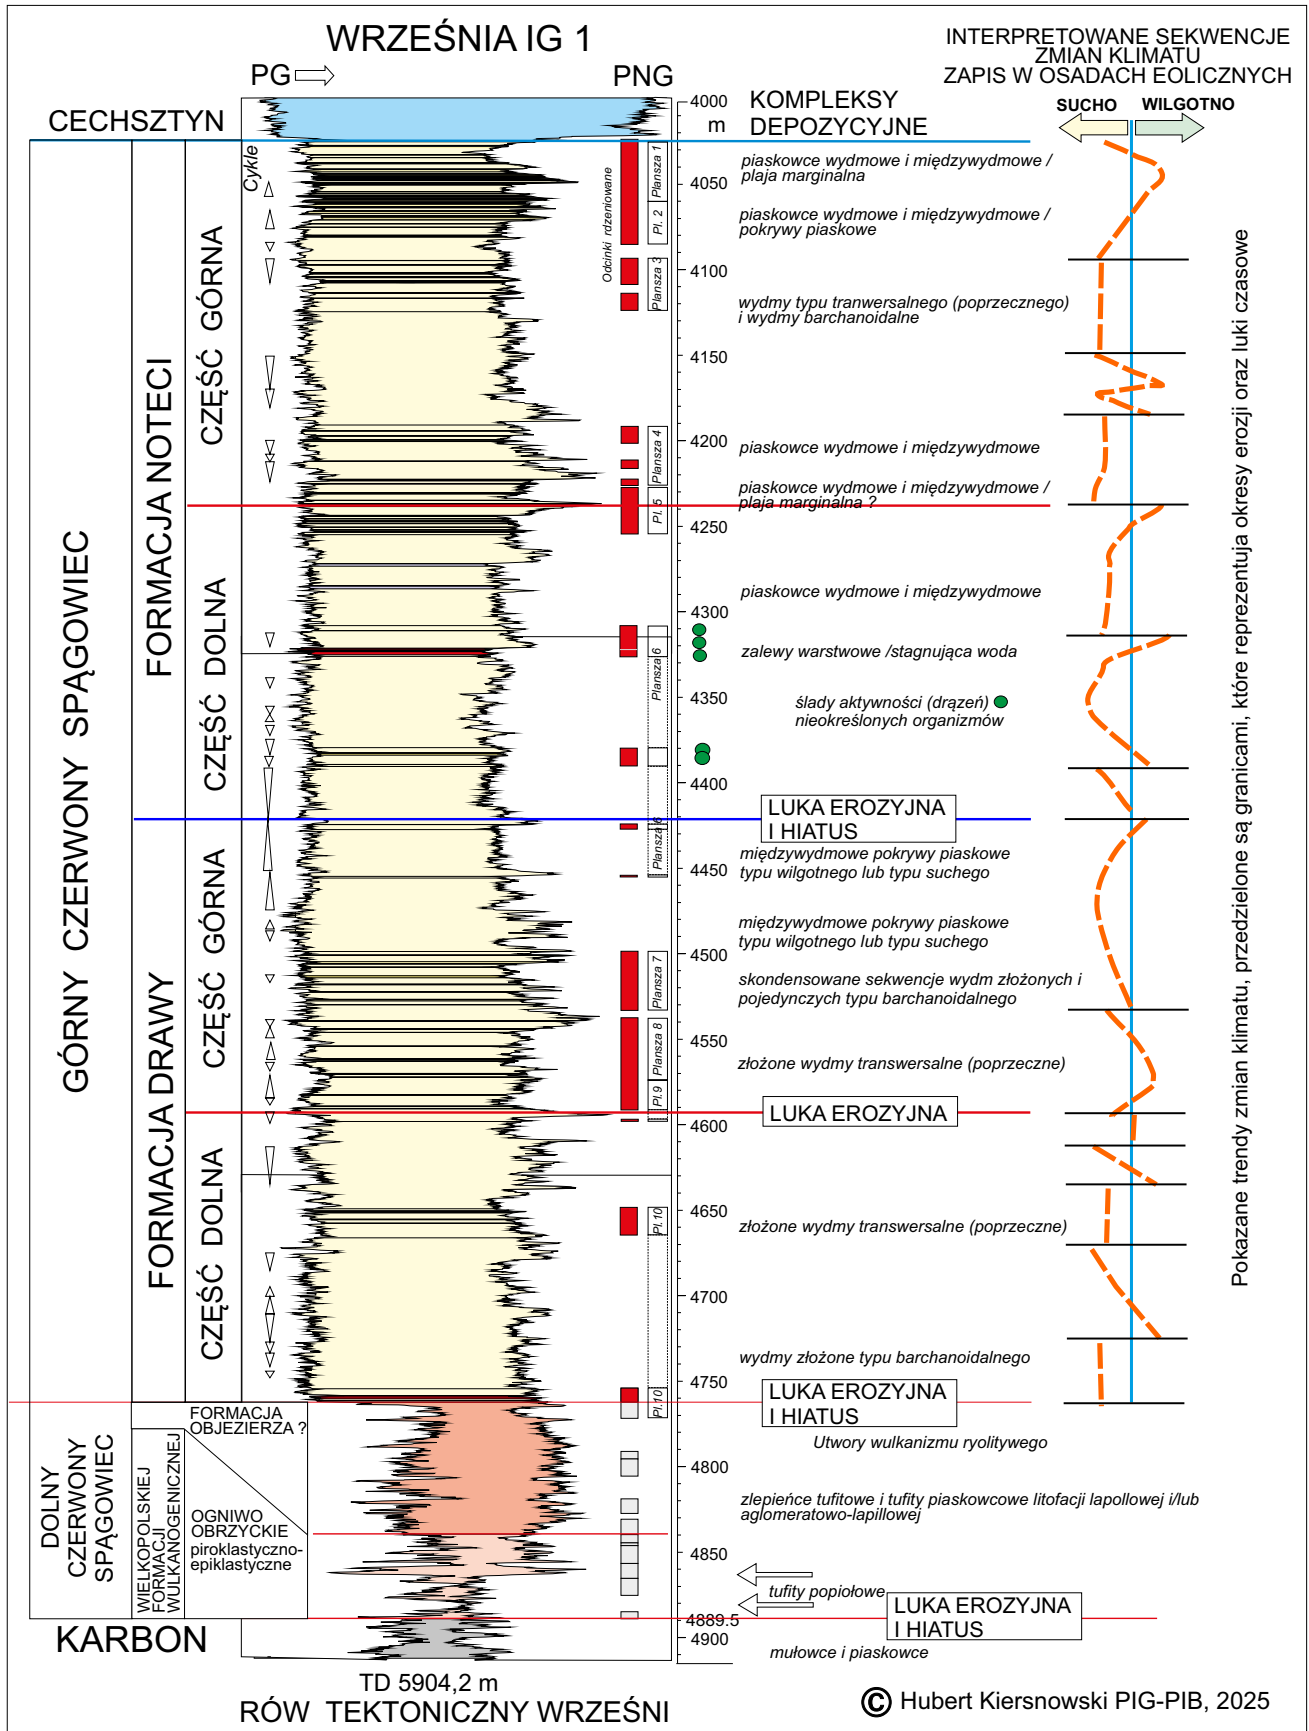 WRZEŚNIA IG 1
PG
PNG
INTERPRETOWANE SEKWENCJE
ZMIAN KLIMATU
ZAPIS W OSADACH EOLICZNYCH
SUCHO
WILGOTNO
KOMPLEKSY
DEPOZYCYJNE
CECHSZTYN
Cykle
Odcinki rdzeniowane
4000
m
4050
4100
4150
4200
4250
4300
4350
4400
4450
4500
4550
4600
4650
4700
4750
4800
4850
4889.5
4900
Plansza 1
Pl. 2
Plansza 3
Plansza 4
Pl. 5
Plansza 6
Plansza 6
Plansza 7
Plansza 8
Pl.9
Pl.10
Pl.10
GÓRNY CZERWONY SPĄGOWIEC
FORMACJA NOTECI
CZĘŚĆ GÓRNA
CZĘŚĆ DOLNA
FORMACJA DRAWY
CZĘŚĆ GÓRNA
CZĘŚĆ DOLNA
piaskowce wydmowe i międzywydmowe /
plaja marginalna
piaskowce wydmowe i międzywydmowe /
pokrywy piaskowe
wydmy typu tranwersalnego (poprzecznego)
i wydmy barchanoidalne
piaskowce wydmowe i międzywydmowe
piaskowce wydmowe i międzywydmowe /
plaja marginalna ?
piaskowce wydmowe i międzywydmowe
zalewy warstwowe /stagnująca woda
ślady aktywności (drązeń)
nieokreślonych organizmów
LUKA EROZYJNA
I HIATUS
międzywydmowe pokrywy piaskowe
typu wilgotnego lub typu suchego
międzywydmowe pokrywy piaskowe
typu wilgotnego lub typu suchego
skondensowane sekwencje wydm złożonych i
pojedynczych typu barchanoidalnego
złożone wydmy transwersalne (poprzeczne)
LUKA EROZYJNA
złożone wydmy transwersalne (poprzeczne)
wydmy złożone typu barchanoidalnego
LUKA EROZYJNA
I HIATUS
Utwory wulkanizmu ryolitywego
zlepieńce tufitowe i tufity piaskowcowe litofacji lapollowej i/lub
aglomeratowo-lapillowej
tufity popiołowe
LUKA EROZYJNA
I HIATUS
mułowce i piaskowce
Pokazane trendy zmian klimatu, przedzielone są granicami, które reprezentują okresy erozji oraz luki czasowe
DOLNY
CZERWONY
SPĄGOWIEC
FORMACJA
OBJEZIERZA ?
WIELKOPOLSKIEJ
FORMACJI
WULKANOGENICZNEJ
OGNIWO
OBRZYCKIE
piroklastyczno-
epiklastyczne
KARBON
TD 5904,2 m
RÓW TEKTONICZNY WRZEŚNI
© Hubert Kiersnowski PIG-PIB, 2025